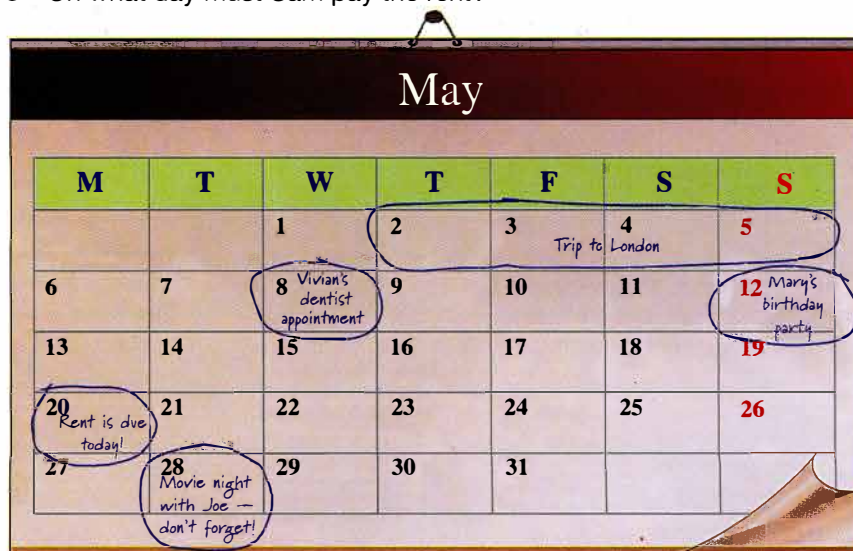 On what day must Sam pay the rent?
May
M T W T F S S
1 2 3 4 5
Trip to London
6 7 8 9 10 11 12
Vivian's
dentist
appointment
Mary's
birthday
party
13 14 15 16 17 18 19
20 21 22 23 24 25 26
Rent is due
today!
27 28 29 30 31
Movie night
with Joe –
don't forget!